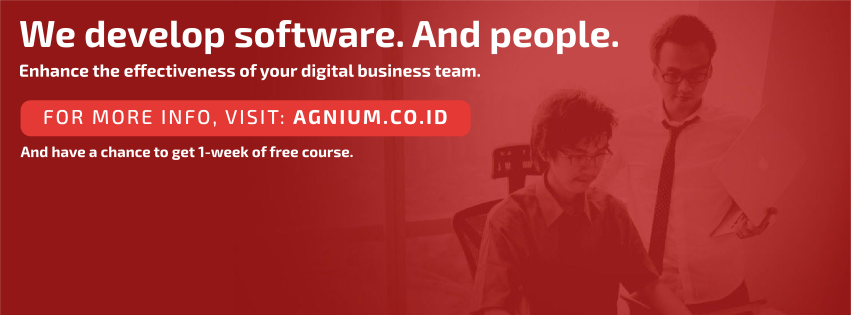 We develop software. And people.
Enhance the effectiveness of your digital business team.
FOR MORE INFO, VISIT: AGNIUM.CO.ID
And have a chance to get 1-week of free course.